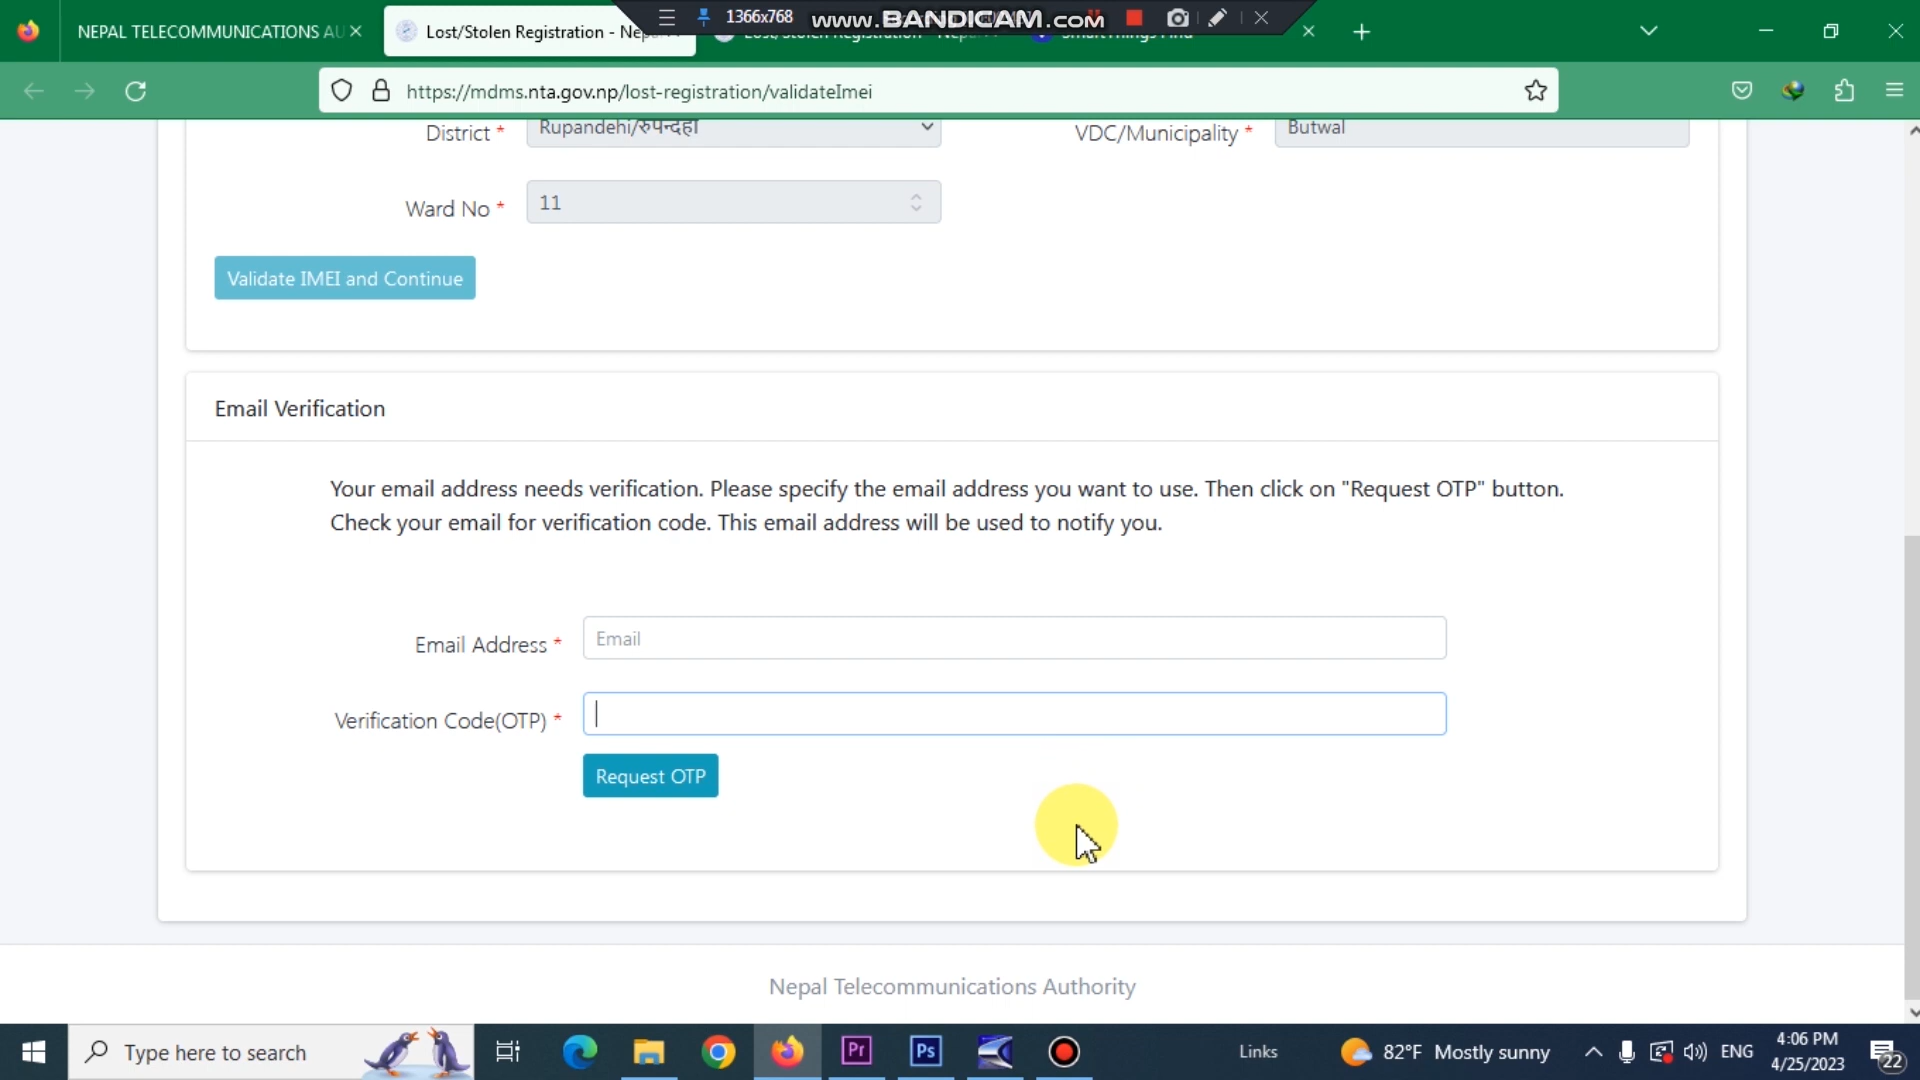 NEPAL TELECOMMUNICATIONS AU
Lost/Stolen Registration - Nep
1366x768
www.BANDICAM.com
https://mdms.nta.gov.np/lost-registration/validateImei
District *
Rupandehi/रुपन्देही
VDC/Municipality *
Butwal
Ward No *
11
Validate IMEI and Continue
Email Verification
Your email address needs verification. Please specify the email address you want to use. Then click on "Request OTP" button.
Check your email for verification code. This email address will be used to notify you.
Email Address *
Email
Verification Code(OTP) *
Request OTP
Nepal Telecommunications Authority
Type here to search
Pr
Ps
Links
82°F Mostly sunny
ENG
4:06 PM
4/25/2023
22